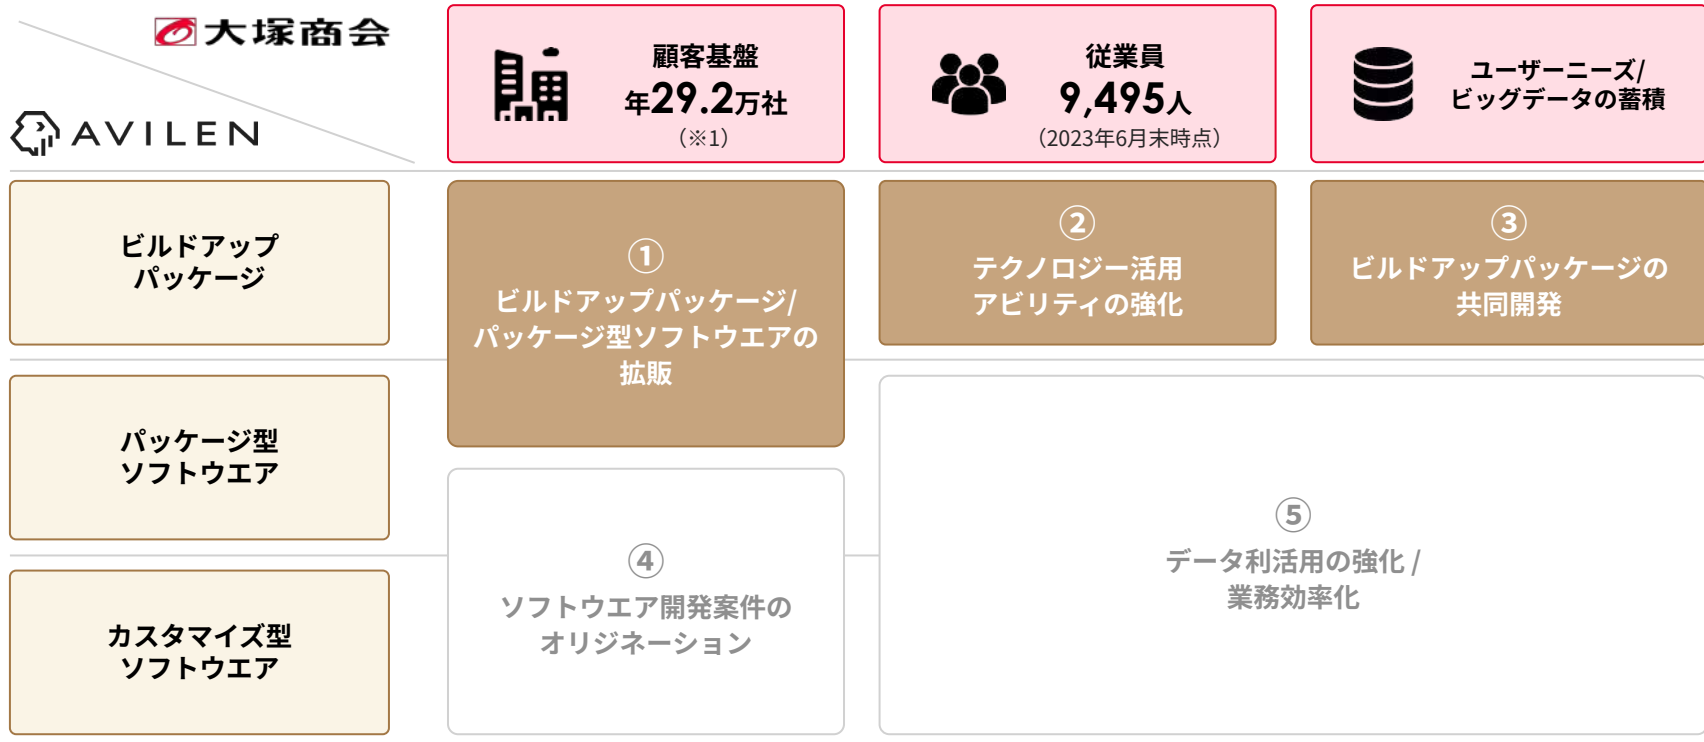 大塚商会
AVILEN
顧客基盤
年29.2万社
（※1）
従業員
9,495人
（2023年6月末時点）
ユーザーニーズ/
ビッグデータの蓄積
ビルドアップ
パッケージ
①
ビルドアップパッケージ/
パッケージ型ソフトウエアの
拡販
②
テクノロジー活用
アビリティの強化
③
ビルドアップパッケージの
共同開発
パッケージ型
ソフトウエア
カスタマイズ型
ソフトウエア
④
ソフトウエア開発案件の
オリジネーション
⑤
データ利活用の強化 /
業務効率化